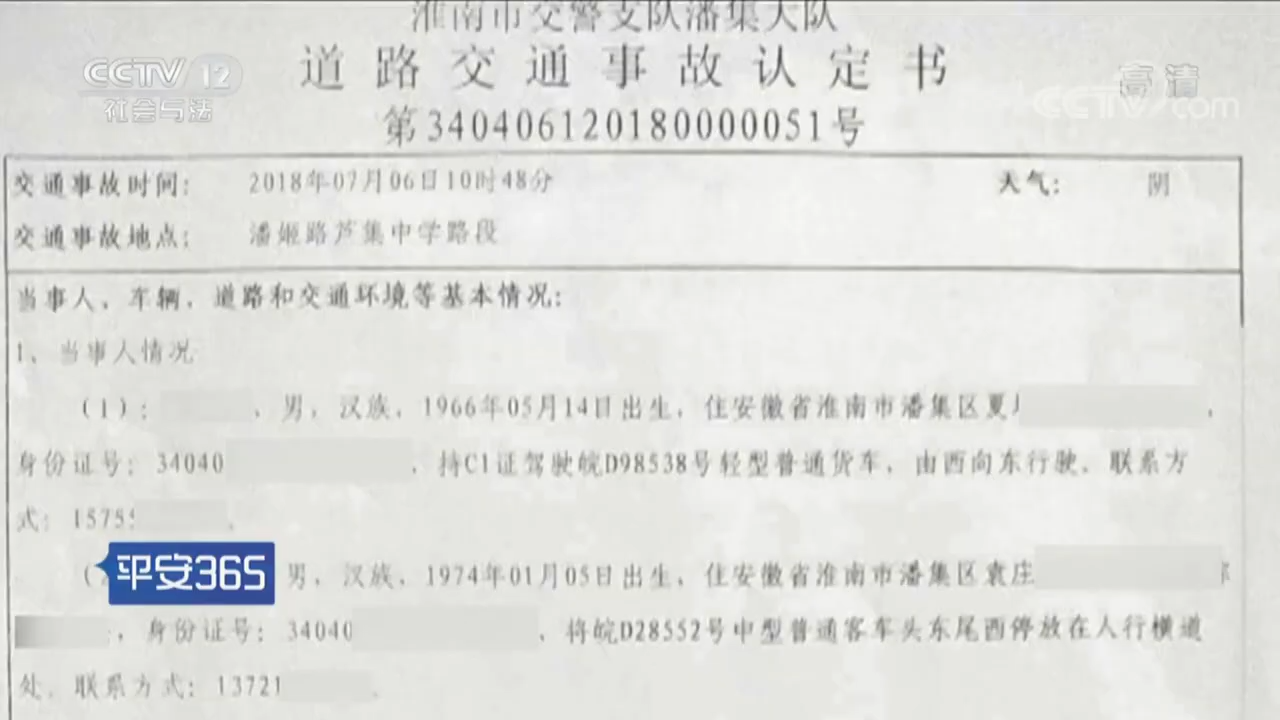 淮南市交警支队潘集大队
道路交通事故认定书
第340406120180000051号
CCTV 12
社会与法
高清
CCTV.com
交通事故时间: 2018年07月06日10时48分 天气: 阴
交通事故地点: 潘姬路芦集中学路段
当事人、车辆、道路和交通环境等基本情况:
1、当事人情况
(1): 、男, 汉族, 1966年05月14日出生, 住安徽省淮南市潘集区夏
身份证号: 34040 , 持C1证驾驶皖D98538号轻型普通货车, 由西向东行驶, 联系方
式: 15755
平安365
( 男, 汉族, 1974年01月05日出生, 住安徽省淮南市潘集区袁庄
, 身份证号: 34040 , 将皖D28552号中型普通客车头东尾西停放在人行横道
处, 联系方式: 13721